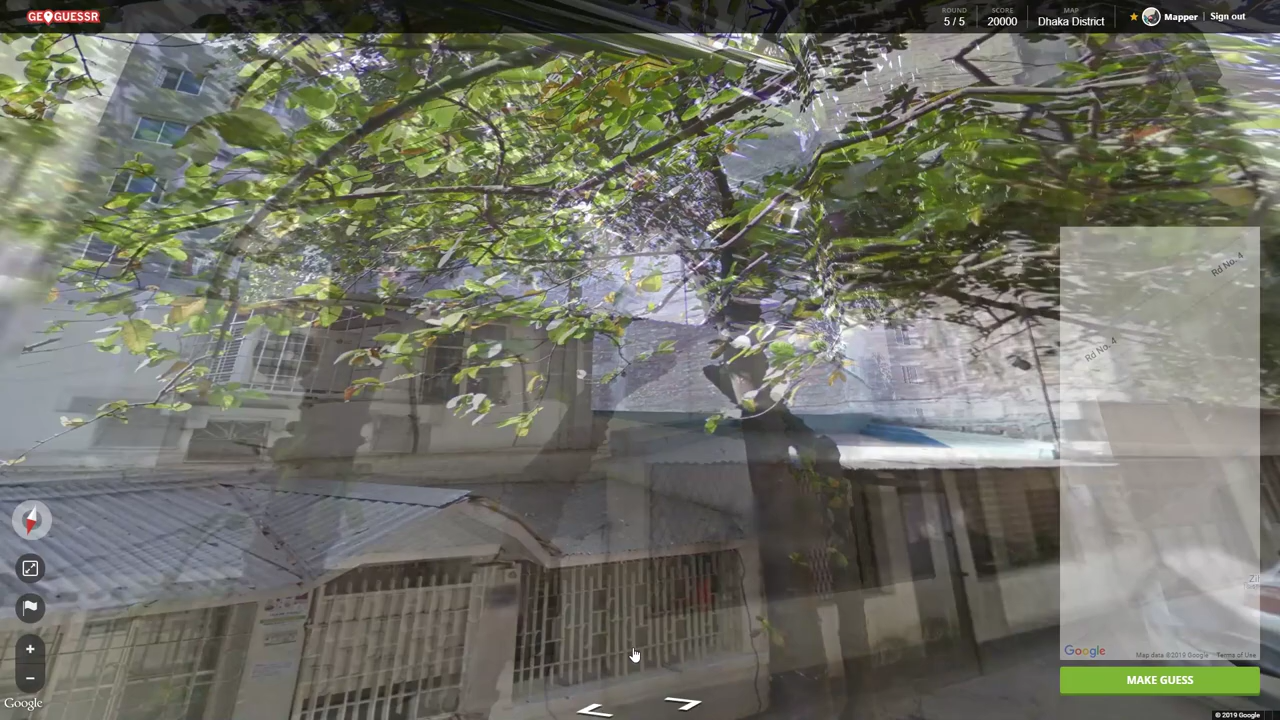 GEOGUESSR
ROUND
5 / 5
SCORE
20000
MAP
Dhaka District
Mapper
Sign out
Rd No. 4
Rd No. 4
Zil
Google
Map data ©2019 Google
Terms of Use
+
−
MAKE GUESS
Google
© 2019 Google